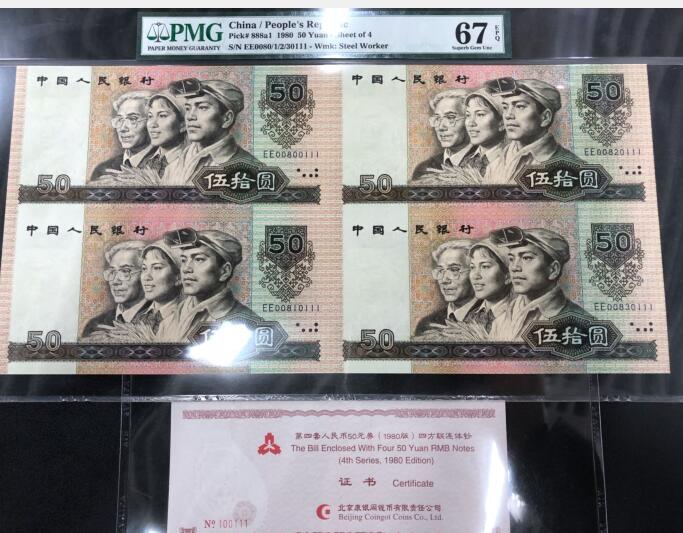 PMG
PAPER MONEY GUARANTY
China / People's Rep
Pick# 888a1 1980 50 Yuan Sheet of 4
S/N EE0080/1/2/30111 - Wmk: Steel Worker
67 EPQ
Superb Gem Unc
中国人民银行
50
EE00800111
50
伍拾圆
中国人民银行
50
EE00820111
50
伍拾圆
中国人民银行
50
EE00810111
50
伍拾圆
中国人民银行
50
EE00830111
50
伍拾圆
第四套人民币50元券（1980版）四方联连体钞
The Bill Enclosed With Four 50 Yuan RMB Notes
(4th Series, 1980 Edition)
证书 Certificate
北京康银阁钱币有限责任公司
Beijing Coingot Coins Co., Ltd.
Nº 100111